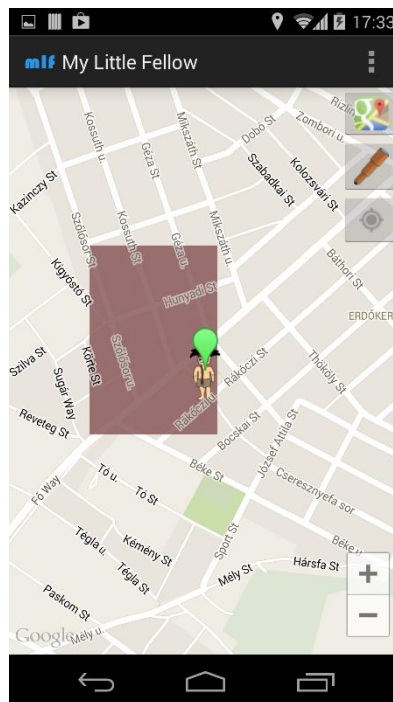 17:33
mlf My Little Fellow
Kossuth u.
Mikszáth St
Dobó St
Zombori u.
Géza St
Szabadkai St
Kolozsvári St
Kazinczy St
Szőlősor St
Kossuth St
Géza u.
Mikszáth u.
Báthori St
Kígyóstó St
Hunyadi St
ERDŐKER
Szőlősor u.
Thököly St
Szilva St
Körte St
Rákóczi St
Sugár Way
Rákóczi u.
Reveteg St
Bocskai St
József Attila St
Béke St
Tó u.
Tó St
Cseresznyefa sor
Fő Way
Sport St
Béke u.
Tégla u.
Kémény St
Tégla St
Mély St
Hársfa St
Paskom St
Google
Mély u.